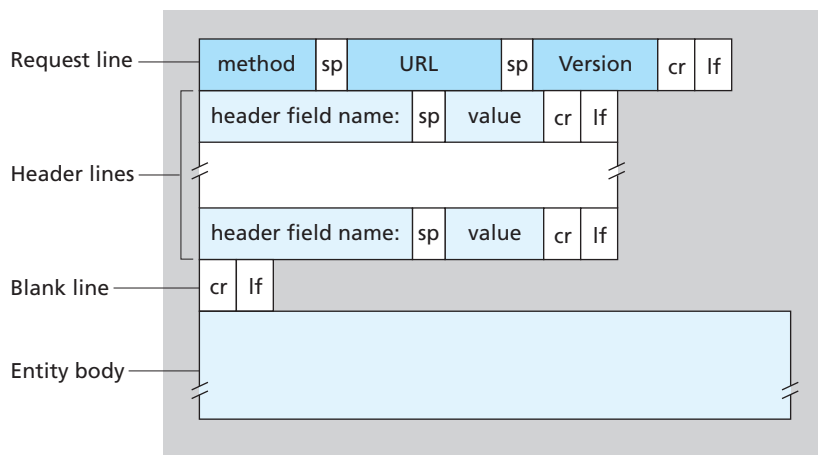 Request line method sp URL sp Version cr lf
header field name: sp value cr lf
Header lines
header field name: sp value cr lf
Blank line cr lf
Entity body